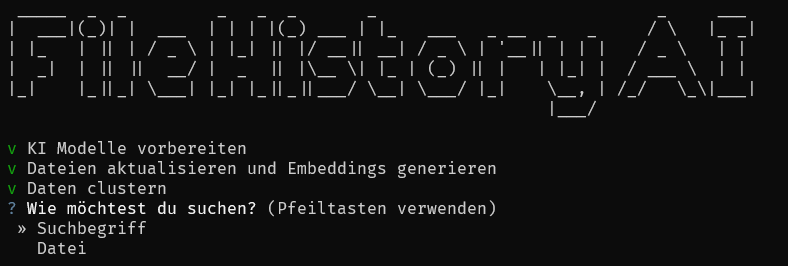 FileHistory AI
v KI Modelle vorbereiten
v Dateien aktualisieren und Embeddings generieren
v Daten clustern
? Wie möchtest du suchen? (Pfeiltasten verwenden)
» Suchbegriff
Datei